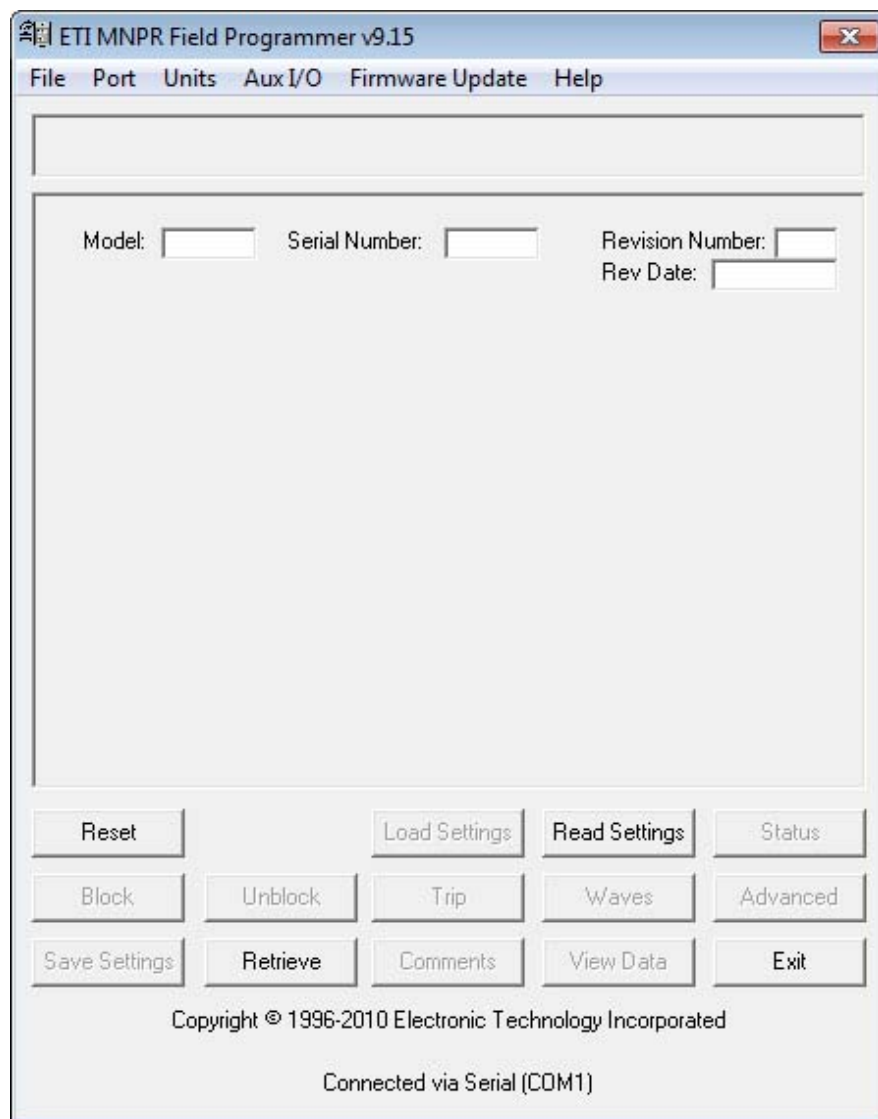 ETI MNPR Field Programmer v9.15
File Port Units Aux I/O Firmware Update Help
Model: Serial Number: Revision Number:
Rev Date:
Reset Load Settings Read Settings Status
Block Unblock Trip Waves Advanced
Save Settings Retrieve Comments View Data Exit
Copyright © 1996-2010 Electronic Technology Incorporated
Connected via Serial (COM1)